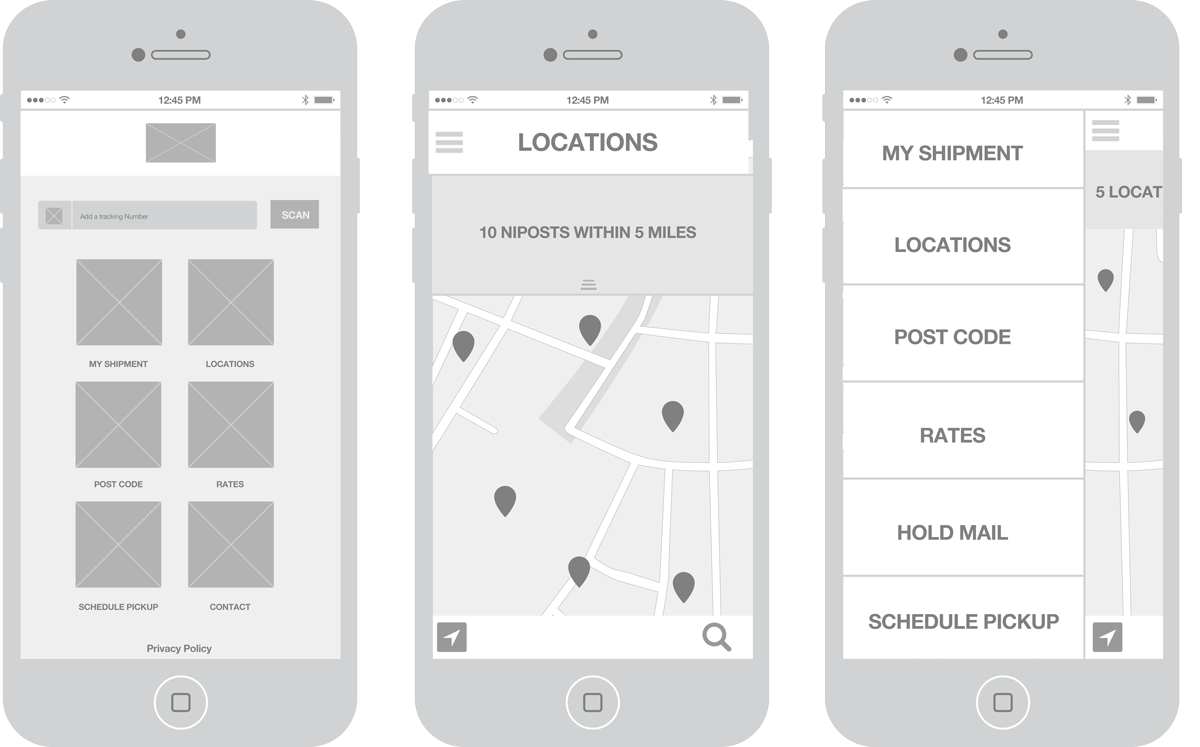 12:45 PM
Add a tracking Number
SCAN
MY SHIPMENT
LOCATIONS
POST CODE
RATES
SCHEDULE PICKUP
CONTACT
Privacy Policy
12:45 PM
LOCATIONS
10 NIPOSTS WITHIN 5 MILES
12:45 PM
MY SHIPMENT
5 LOCAT
LOCATIONS
POST CODE
RATES
HOLD MAIL
SCHEDULE PICKUP